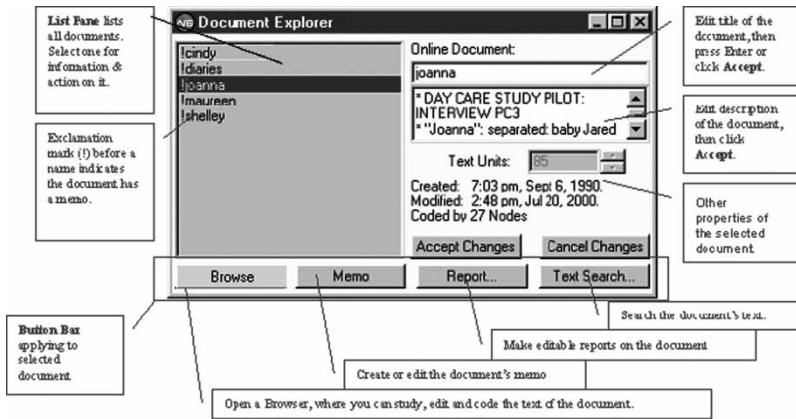 List Pane lists
all documents.
Select one for
information &
action on it.
Exclamation
mark (!) before a
name indicates
the document has
a memo.
Button Bar
applying to
selected
document
Document Explorer
!cindy
!diaries
!joanna
!maureen
!shelley
Online Document:
joanna
* DAY CARE STUDY PILOT:
INTERVIEW PC3
* "Joanna": separated: baby Jared
Text Units: 85
Created: 7:03 pm, Sept 6, 1990.
Modified: 2:48 pm, Jul 20, 2000.
Coded by 27 Nodes
Accept Changes Cancel Changes
Browse Memo Report... Text Search...
Edit title of the
document, then
press Enter or
click Accept.
Edit description
of the document,
then click
Accept.
Other
properties of
the selected
document
Search the document's text.
Make editable reports on the document
Create or edit the document's memo
Open a Browser, where you can study, edit and code the text of the document.